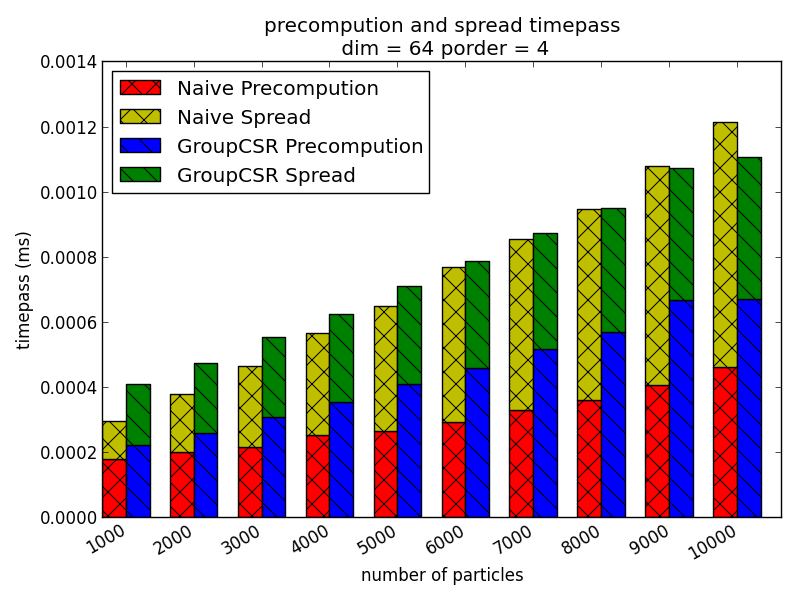 precompution and spread timepass
dim = 64 porder = 4
Naive Precompution
Naive Spread
GroupCSR Precompution
GroupCSR Spread
timepass (ms)
0.0014
0.0012
0.0010
0.0008
0.0006
0.0004
0.0002
0.0000
1000 2000 3000 4000 5000 6000 7000 8000 9000 10000
number of particles